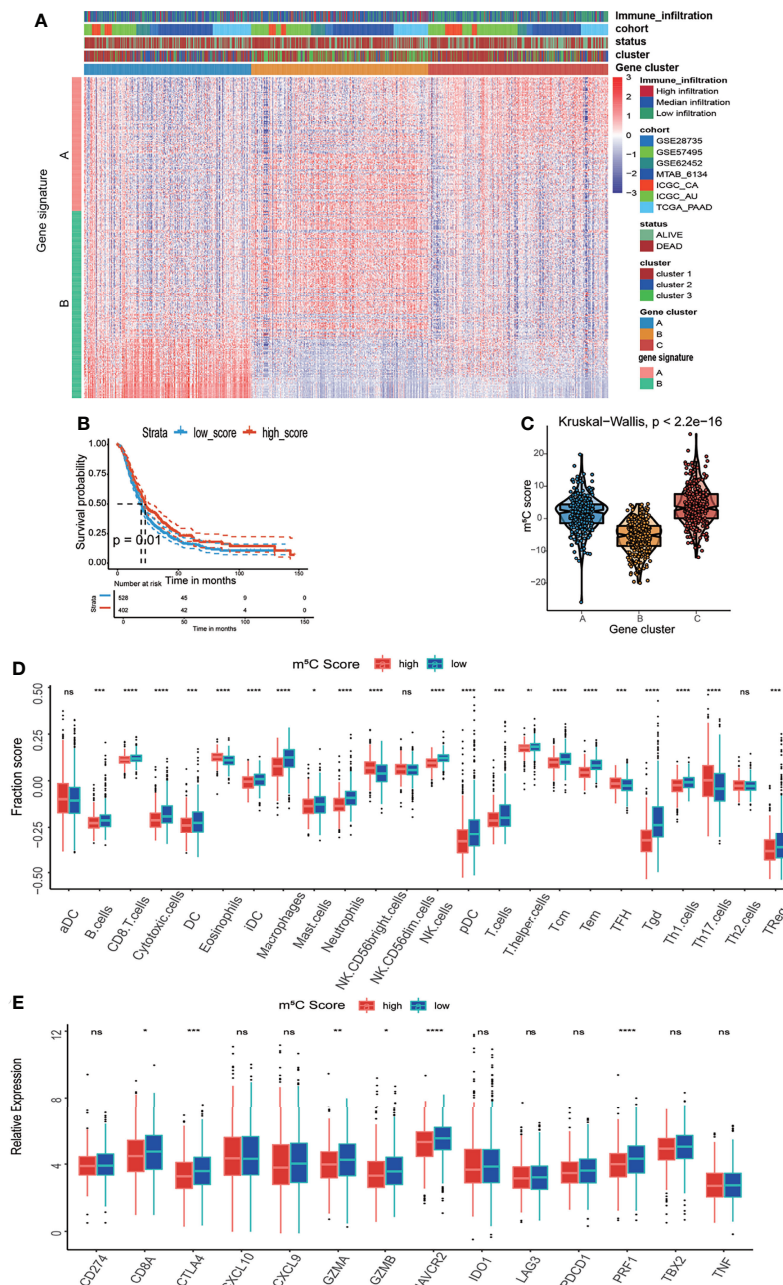 A
Immune_infiltration
cohort
status
cluster
Gene cluster
Gene signature
A
B
3
2
1
0
−1
−2
−3
Immune_infiltration
High infiltration
Median infiltration
Low infiltration
cohort
GSE28735
GSE57495
GSE62452
MTAB_6134
ICGC_CA
ICGC_AU
TCGA_PAAD
status
ALIVE
DEAD
cluster
cluster 1
cluster 2
cluster 3
Gene cluster
A
B
C
gene signature
A
B
B
Strata low_score high_score
Survival probability
1.00
0.75
0.50
0.25
0.00
p = 0.01
0 50 100 150
Time in months
Number at risk
Strata
528 45 9 0
402 42 4 0
0 50 100 150
Time in months
C
Kruskal−Wallis, p < 2.2e−16
m⁵C score
20
10
0
−10
−20
A B C
Gene cluster
D
m⁵C Score high low
Fraction score
0.50
0.25
0.00
−0.25
−0.50
ns *** **** **** *** **** **** **** * **** **** ns **** **** *** ** **** **** *** **** **** **** ns ***
aDC
B.cells
CD8.T.cells
Cytotoxic.cells
DC
Eosinophils
iDC
Macrophages
Mast.cells
Neutrophils
NK.CD56bright.cells
NK.CD56dim.cells
NK.cells
pDC
T.cells
T.helper.cells
Tcm
Tem
TFH
Tgd
Th1.cells
Th17.cells
Th2.cells
TReg
E
m⁵C Score high low
Relative Expression
12
8
4
0
ns * *** ns ns ** * **** ns ns ns **** ns ns
CD274
CD8A
CTLA4
CXCL10
CXCL9
GZMA
GZMB
HAVCR2
IDO1
LAG3
PDCD1
PRF1
TBX2
TNF